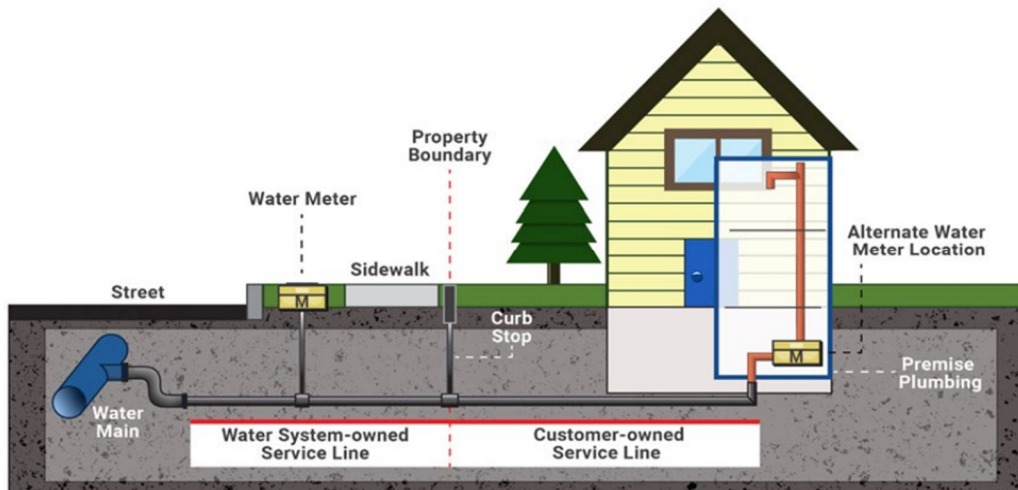 Property
Boundary
Water Meter
Alternate Water
Meter Location
Sidewalk
Street
M
Curb
Stop
M
Premise
Plumbing
Water
Main
Water System-owned
Service Line
Customer-owned
Service Line